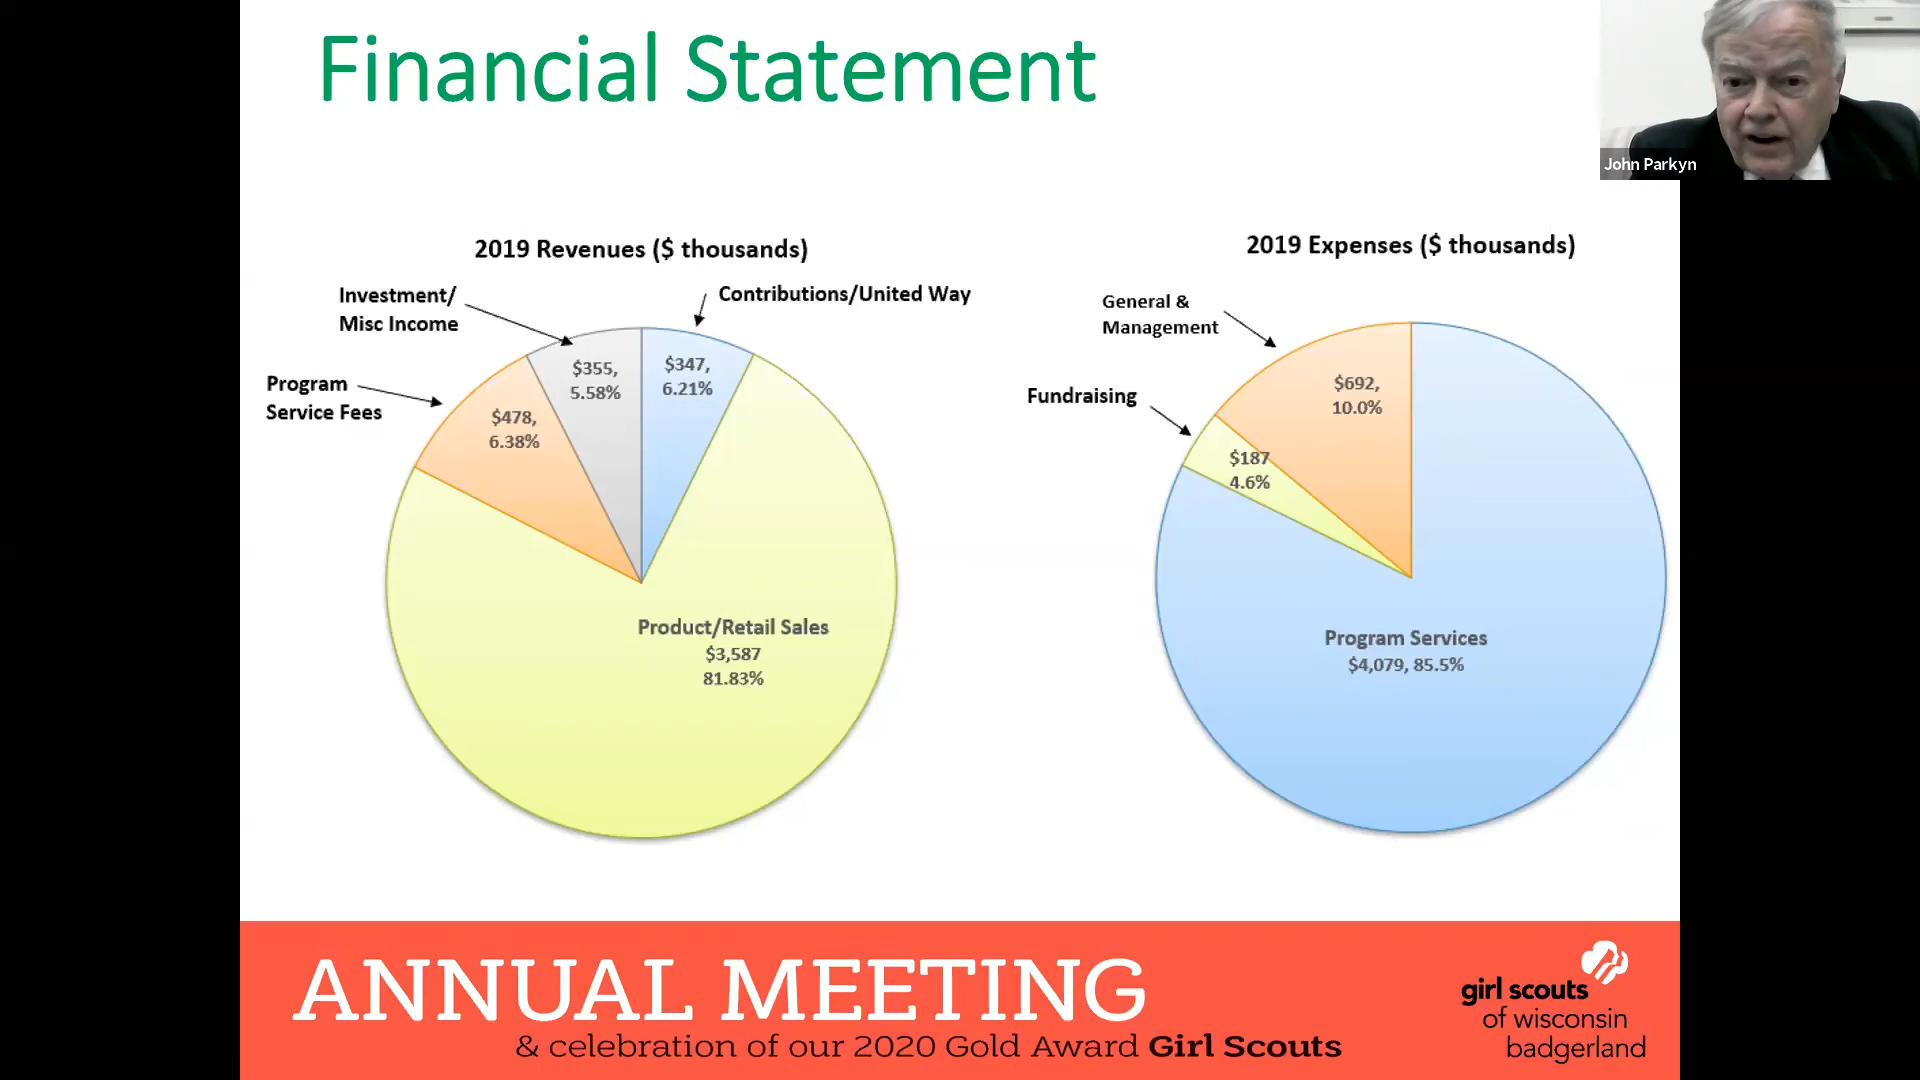 Financial Statement
John Parkyn
2019 Revenues ($ thousands)
Investment/
Misc Income
Contributions/United Way
Program
Service Fees
$355,
5.58%
$347,
6.21%
$478,
6.38%
Product/Retail Sales
$3,587
81.83%
2019 Expenses ($ thousands)
General &
Management
Fundraising
$692,
10.0%
$187
4.6%
Program Services
$4,079, 85.5%
ANNUAL MEETING
& celebration of our 2020 Gold Award Girl Scouts
girl scouts
of wisconsin
badgerland